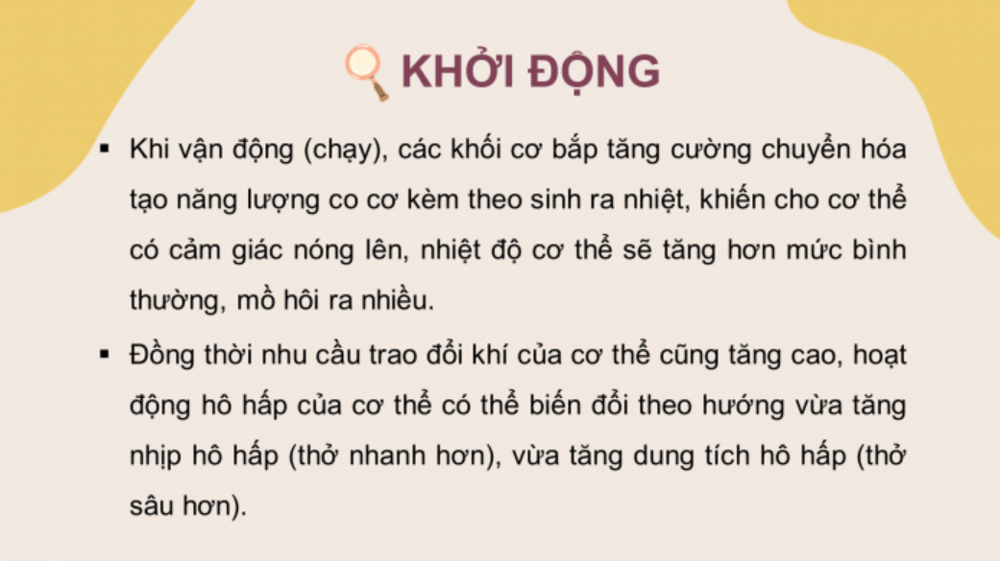 KHỞI ĐỘNG
▪ Khi vận động (chạy), các khối cơ bắp tăng cường chuyển hóa
tạo năng lượng co cơ kèm theo sinh ra nhiệt, khiến cho cơ thể
có cảm giác nóng lên, nhiệt độ cơ thể sẽ tăng hơn mức bình
thường, mồ hôi ra nhiều.
▪ Đồng thời nhu cầu trao đổi khí của cơ thể cũng tăng cao, hoạt
động hô hấp của cơ thể có thể biến đổi theo hướng vừa tăng
nhịp hô hấp (thở nhanh hơn), vừa tăng dung tích hô hấp (thở
sâu hơn).